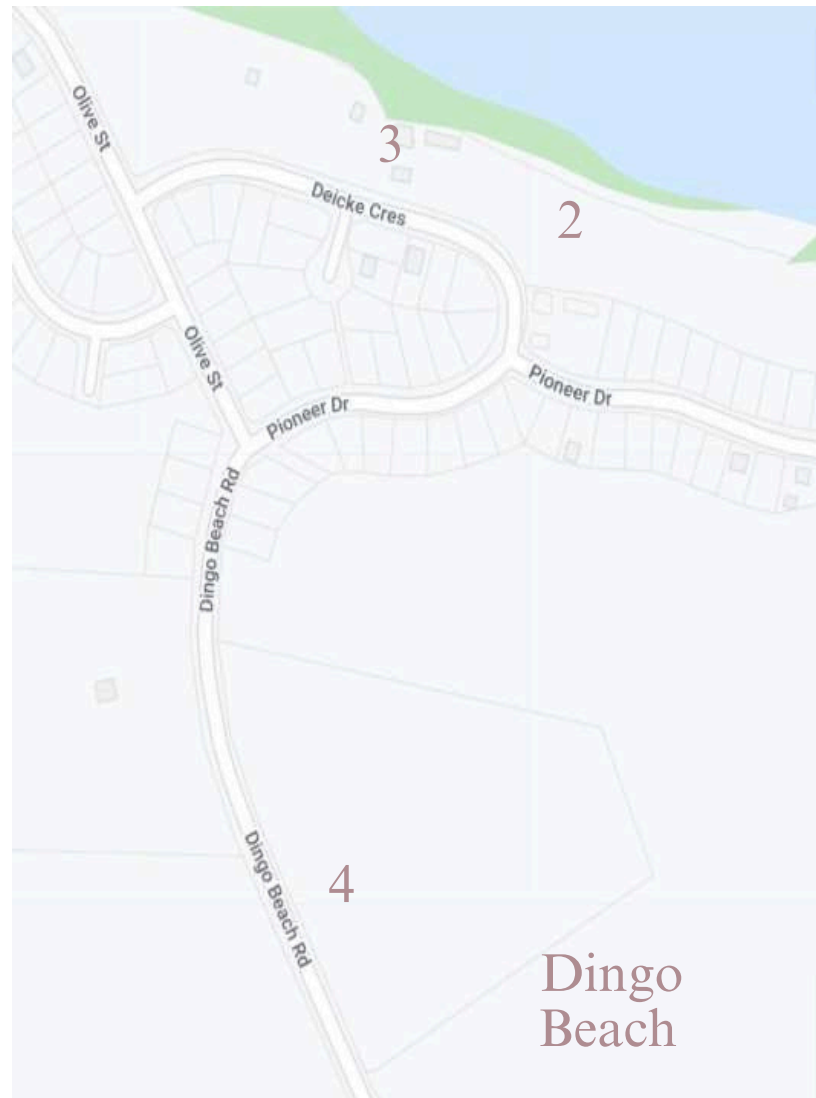 Olive St
3
Deicke Cres
2
Olive St
Pioneer Dr
Pioneer Dr
Dingo Beach Rd
Dingo Beach Rd
4
Dingo
Beach